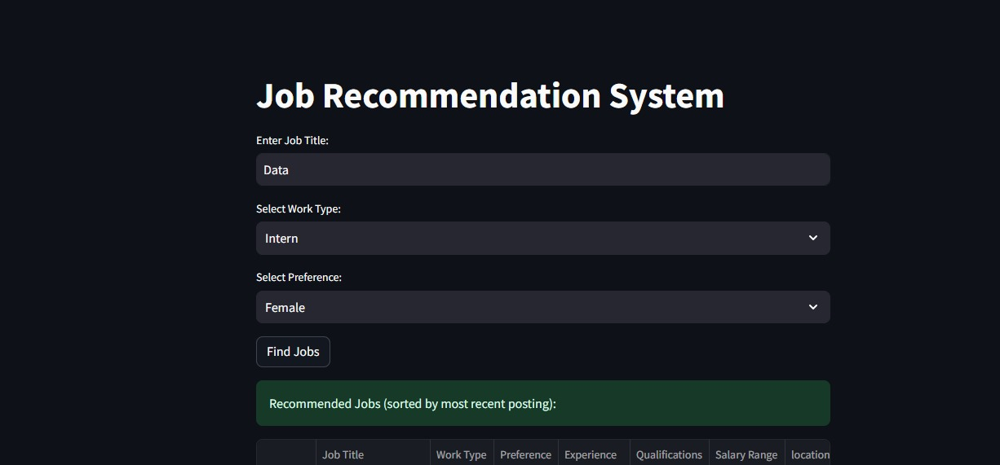 Job Recommendation System
Enter Job Title:
Data
Select Work Type:
Intern
Select Preference:
Female
Find Jobs
Recommended Jobs (sorted by most recent posting):
Job Title Work Type Preference Experience Qualifications Salary Range location